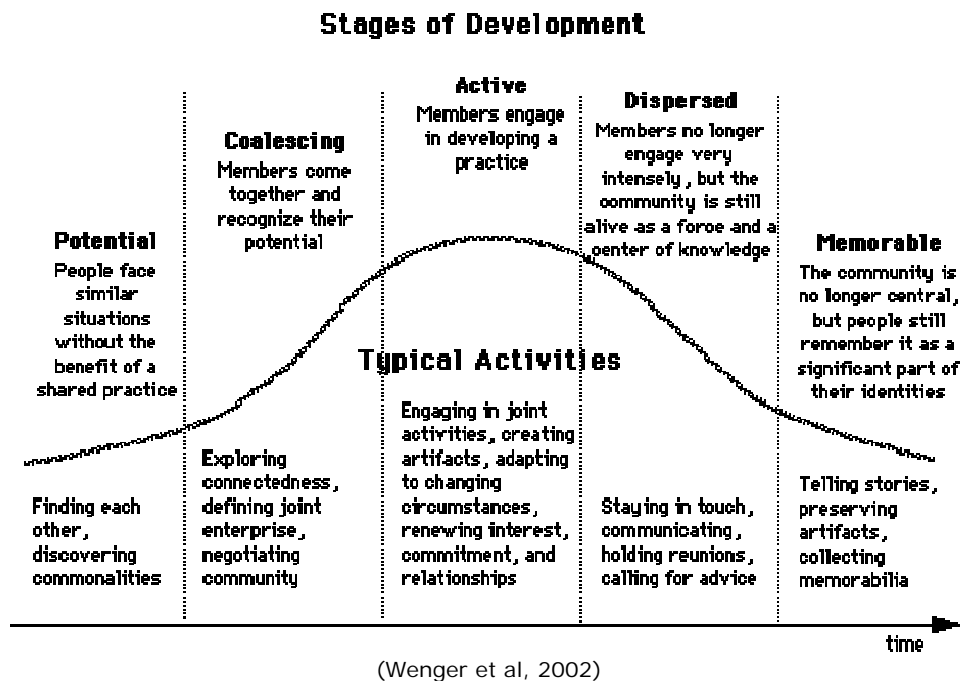 Stages of Development
Potential
People face
similar
situations
without the
benefit of a
shared practice
Coalescing
Members come
together and
recognize their
potential
Active
Members engage
in developing a
practice
Dispersed
Members no longer
engage very
intensely, but the
community is still
alive as a force and a
center of knowledge
Memorable
The community is
no longer central,
but people still
remember it as a
significant part of
their identities
Typical Activities
Finding each
other,
discovering
commonalities
Exploring
connectedness,
defining joint
enterprise,
negotiating
community
Engaging in joint
activities, creating
artifacts, adapting
to changing
circumstances,
renewing interest,
commitment, and
relationships
Staying in touch,
communicating,
holding reunions,
calling for advice
Telling stories,
preserving
artifacts,
collecting
memorabilia
time
(Wenger et al, 2002)